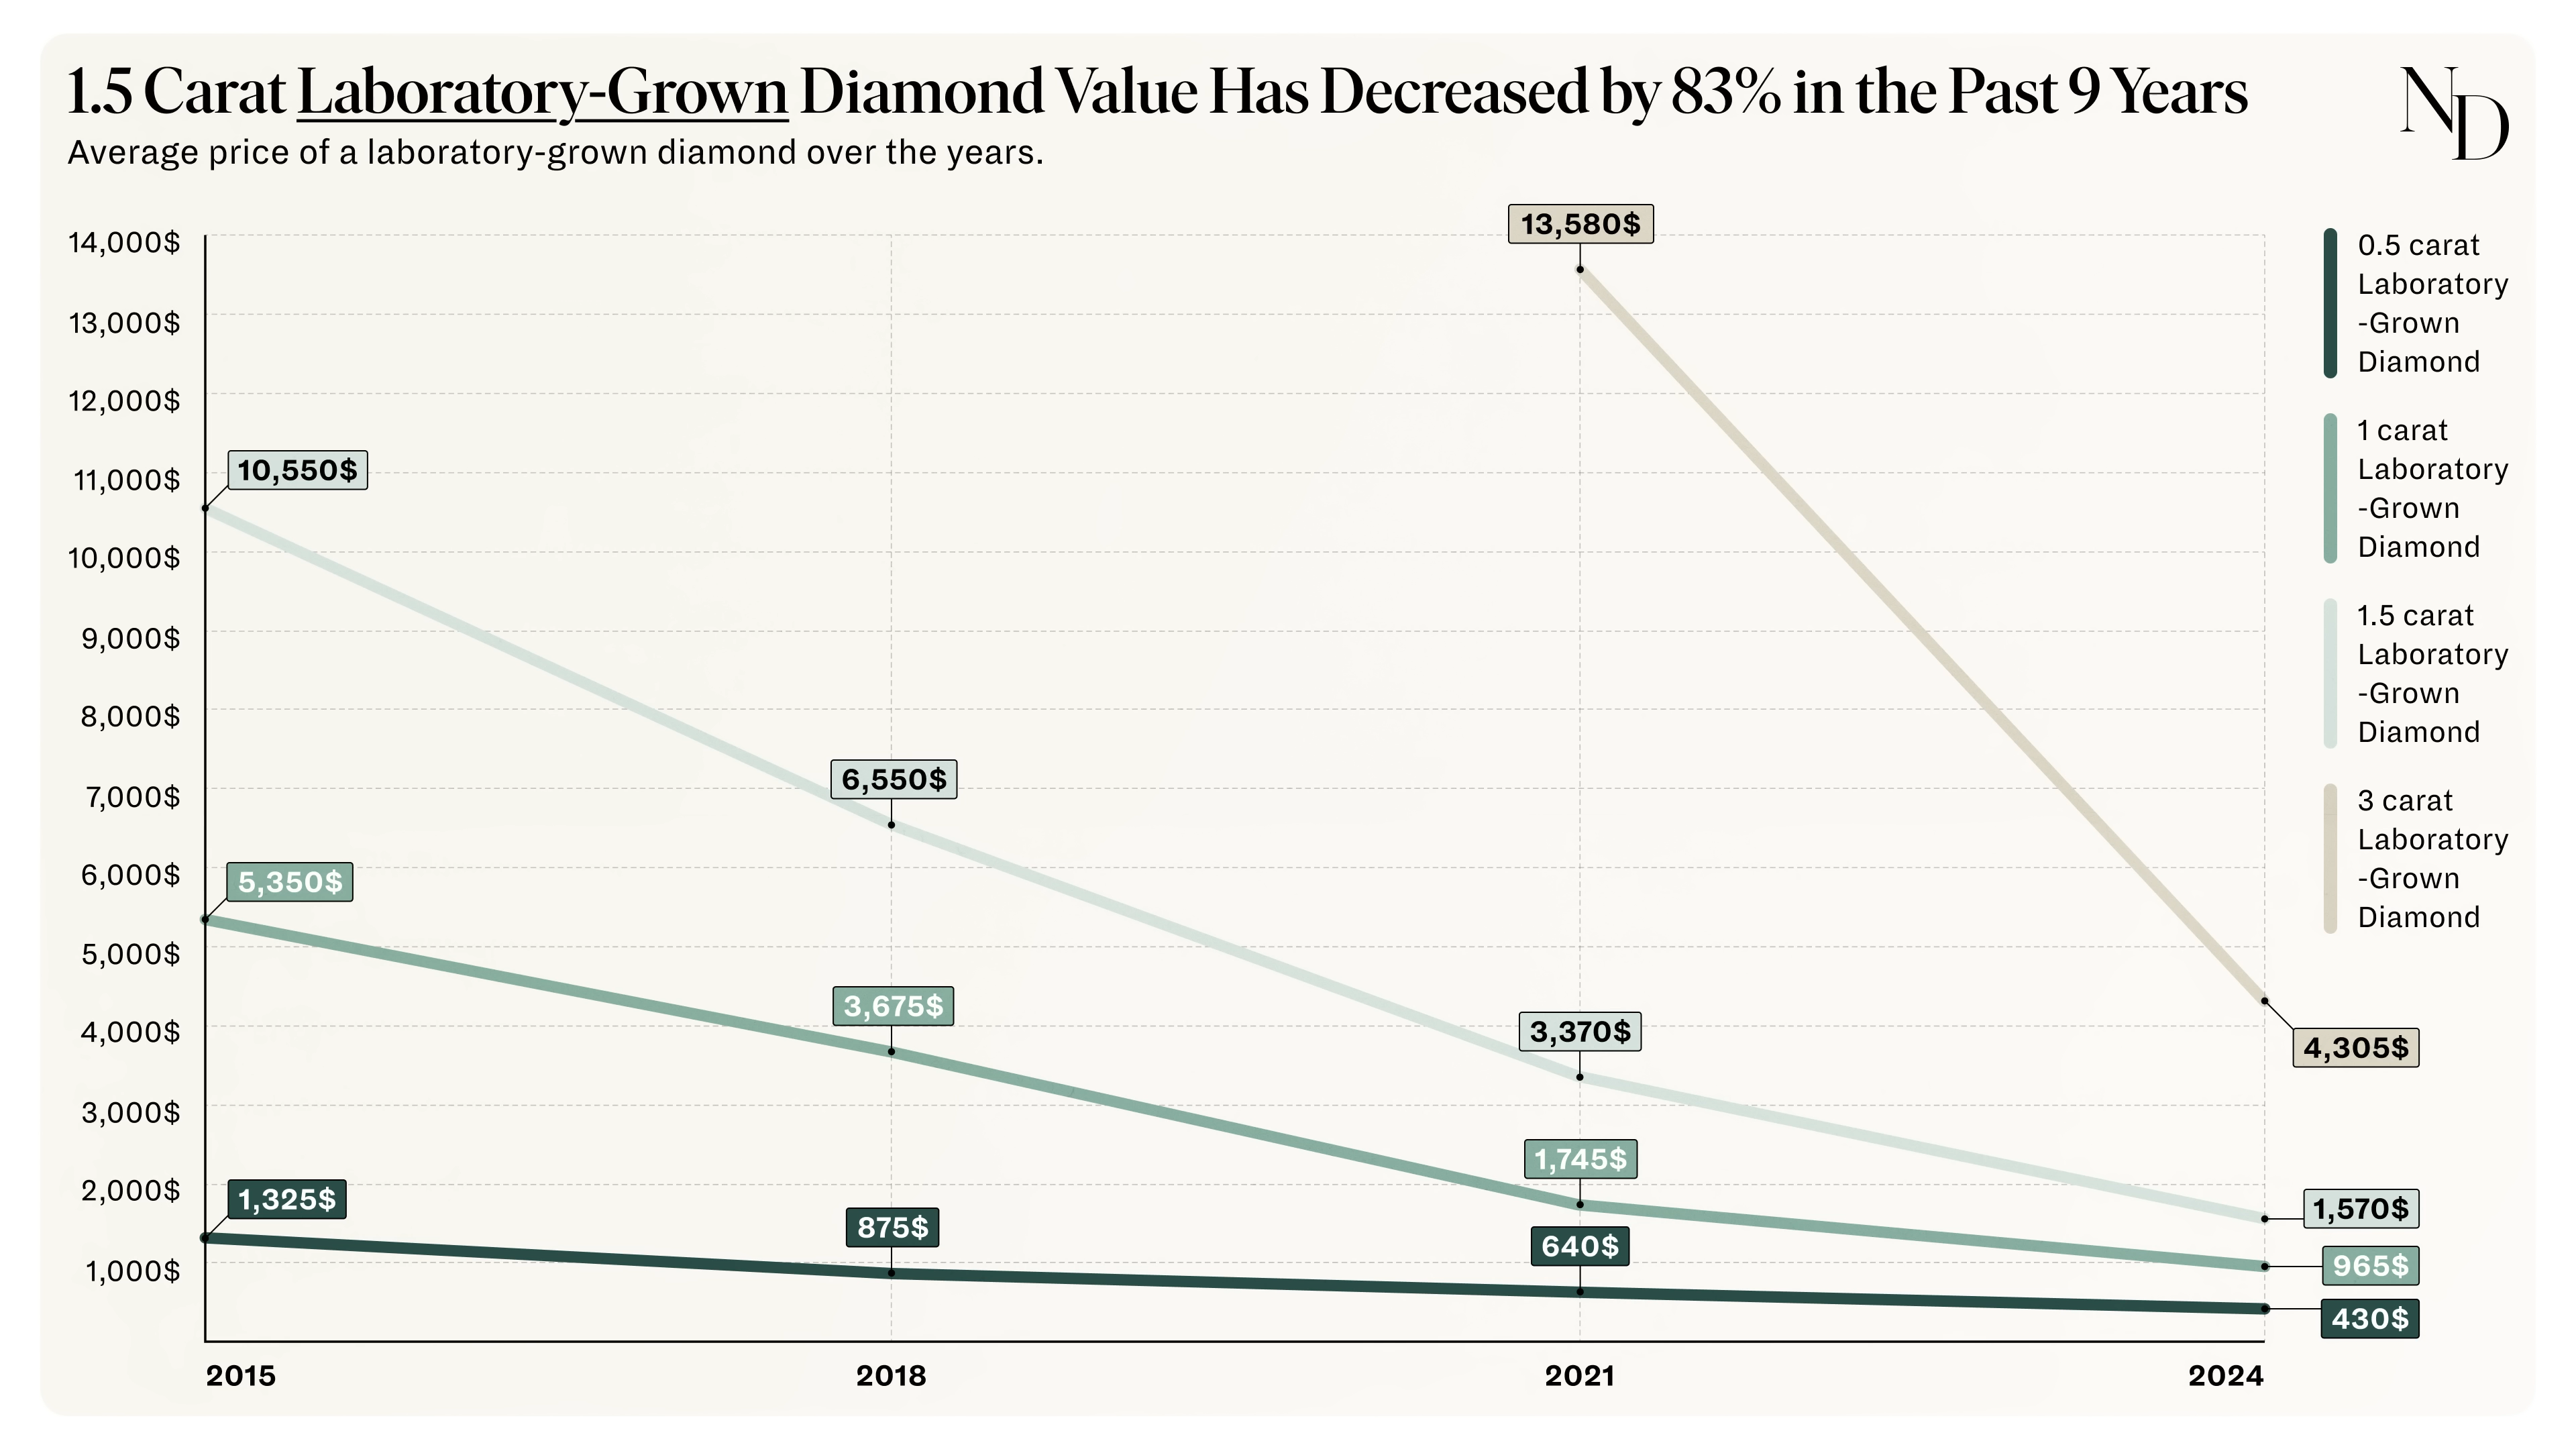 1.5 Carat Laboratory-Grown Diamond Value Has Decreased by 83% in the Past 9 Years
ND
Average price of a laboratory-grown diamond over the years.
14,000$
13,000$
12,000$
11,000$
10,000$
9,000$
8,000$
7,000$
6,000$
5,000$
4,000$
3,000$
2,000$
1,000$
10,550$
6,550$
3,370$
1,570$
5,350$
3,675$
1,745$
965$
1,325$
875$
640$
430$
13,580$
4,305$
2015
2018
2021
2024
0.5 carat
Laboratory
-Grown
Diamond
1 carat
Laboratory
-Grown
Diamond
1.5 carat
Laboratory
-Grown
Diamond
3 carat
Laboratory
-Grown
Diamond